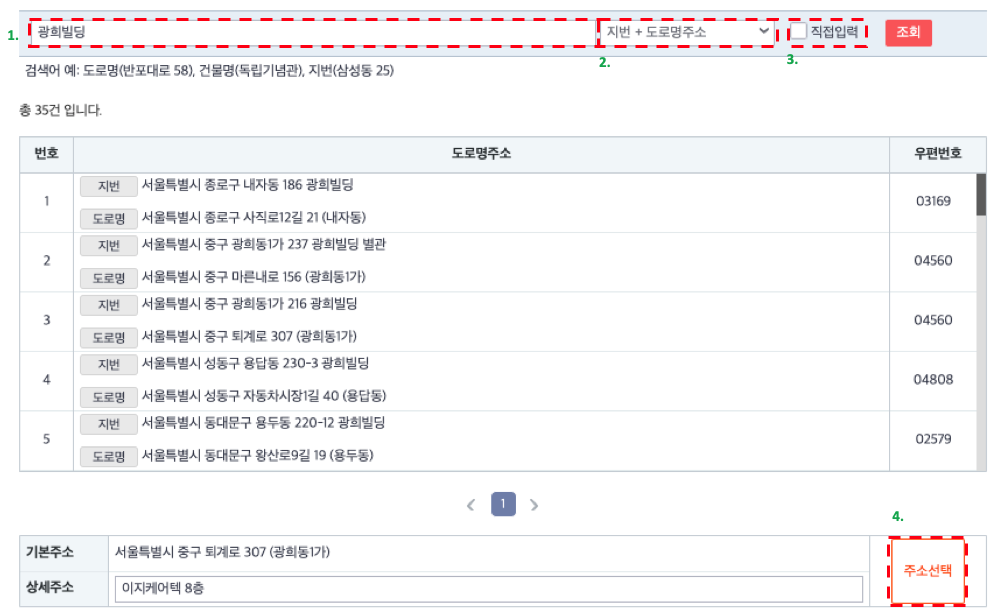 1. 광희빌딩 지번 + 도로명주소 직접입력 조회
2. 3.
검색어 예: 도로명(반포대로 58), 건물명(독립기념관), 지번(삼성동 25)
총 35건 입니다.
번호 도로명주소 우편번호
1 지번 서울특별시 종로구 내자동 186 광희빌딩 03169
도로명 서울특별시 종로구 사직로12길 21 (내자동)
2 지번 서울특별시 중구 광희동1가 237 광희빌딩 별관 04560
도로명 서울특별시 중구 마른내로 156 (광희동1가)
3 지번 서울특별시 중구 광희동1가 216 광희빌딩 04560
도로명 서울특별시 중구 퇴계로 307 (광희동1가)
4 지번 서울특별시 성동구 용답동 230-3 광희빌딩 04808
도로명 서울특별시 성동구 자동차시장1길 40 (용답동)
5 지번 서울특별시 동대문구 용두동 220-12 광희빌딩 02579
도로명 서울특별시 동대문구 왕산로9길 19 (용두동)
1
4.
기본주소 서울특별시 중구 퇴계로 307 (광희동1가)
주소선택
상세주소 이지케어텍 8층